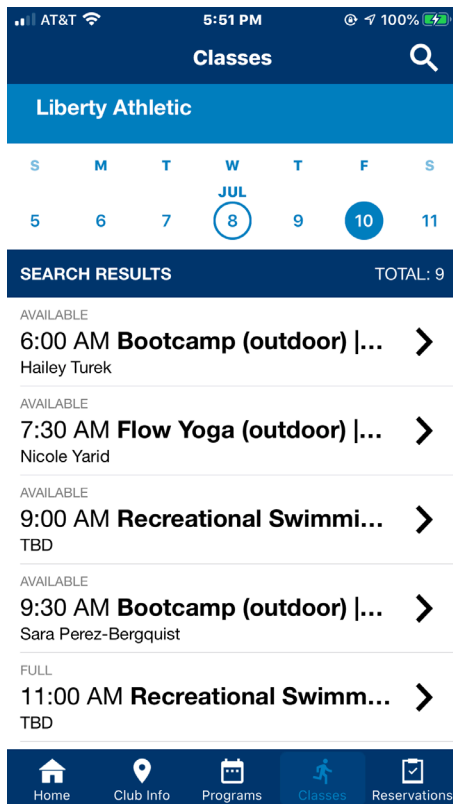 AT&T 5:51 PM 100%
Classes
Liberty Athletic
S M T W T F S
JUL
5 6 7 8 9 10 11
SEARCH RESULTS TOTAL: 9
AVAILABLE
6:00 AM Bootcamp (outdoor) |...
Hailey Turek
AVAILABLE
7:30 AM Flow Yoga (outdoor) |...
Nicole Yarid
AVAILABLE
9:00 AM Recreational Swimmi...
TBD
AVAILABLE
9:30 AM Bootcamp (outdoor) |...
Sara Perez-Bergquist
FULL
11:00 AM Recreational Swimm...
TBD
Home Club Info Programs Classes Reservations